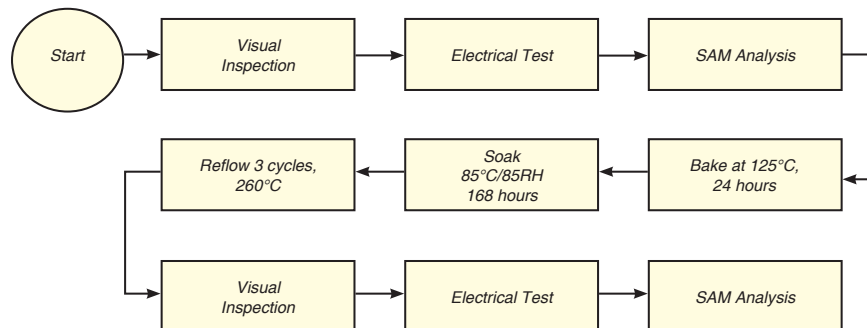 Start
Visual
Inspection
Electrical Test
SAM Analysis
Reflow 3 cycles,
260°C
Soak
85°C/85RH
168 hours
Bake at 125°C,
24 hours
Visual
Inspection
Electrical Test
SAM Analysis